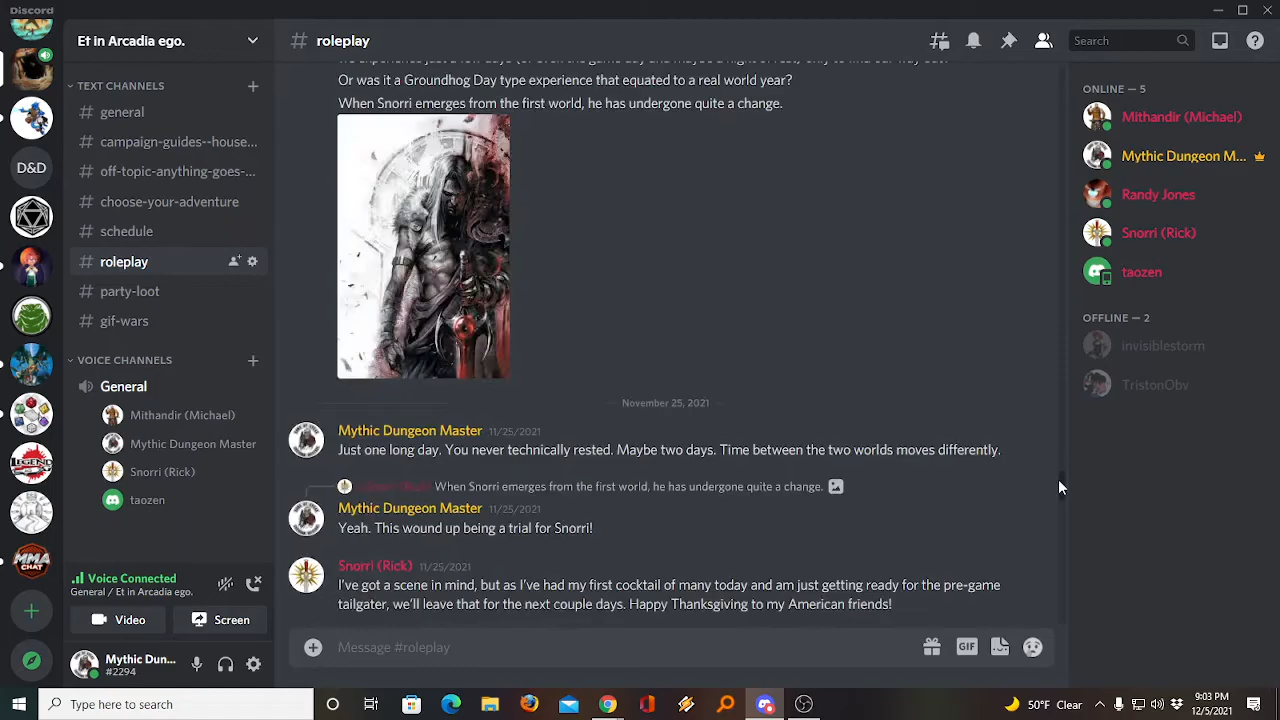 Discord
Et in Arcadia ego.
TEXT CHANNELS
general
campaign-guides--house...
off-topic-anything-goes-...
choose-your-adventure
schedule
roleplay
party-loot
gif-wars
VOICE CHANNELS
General
Mithandir (Michael)
Mythic Dungeon Master
Snorri (Rick)
taozen
Voice Connected
General / Et in Arcadia ego.
Video
Screen
Mythic Dun...
#2294
D&D
LEGEND
MMA
CHAT
# roleplay
Search
Or was it a Groundhog Day type experience that equated to a real world year?
When Snorri emerges from the first world, he has undergone quite a change.
November 25, 2021
Mythic Dungeon Master 11/25/2021
Just one long day. You never technically rested. Maybe two days. Time between the two worlds moves differently.
When Snorri emerges from the first world, he has undergone quite a change.
Mythic Dungeon Master 11/25/2021
Yeah. This wound up being a trial for Snorri!
Snorri (Rick) 11/25/2021
I've got a scene in mind, but as I've had my first cocktail of many today and am just getting ready for the pre-game
tailgater, we'll leave that for the next couple days. Happy Thanksgiving to my American friends!
Message #roleplay
GIF
ONLINE — 5
Mithandir (Michael)
Mythic Dungeon M...
Randy Jones
Snorri (Rick)
taozen
OFFLINE — 2
invisiblestorm
TristonObv
Type here to search
50°F Clear
9:03 PM
12/5/2021